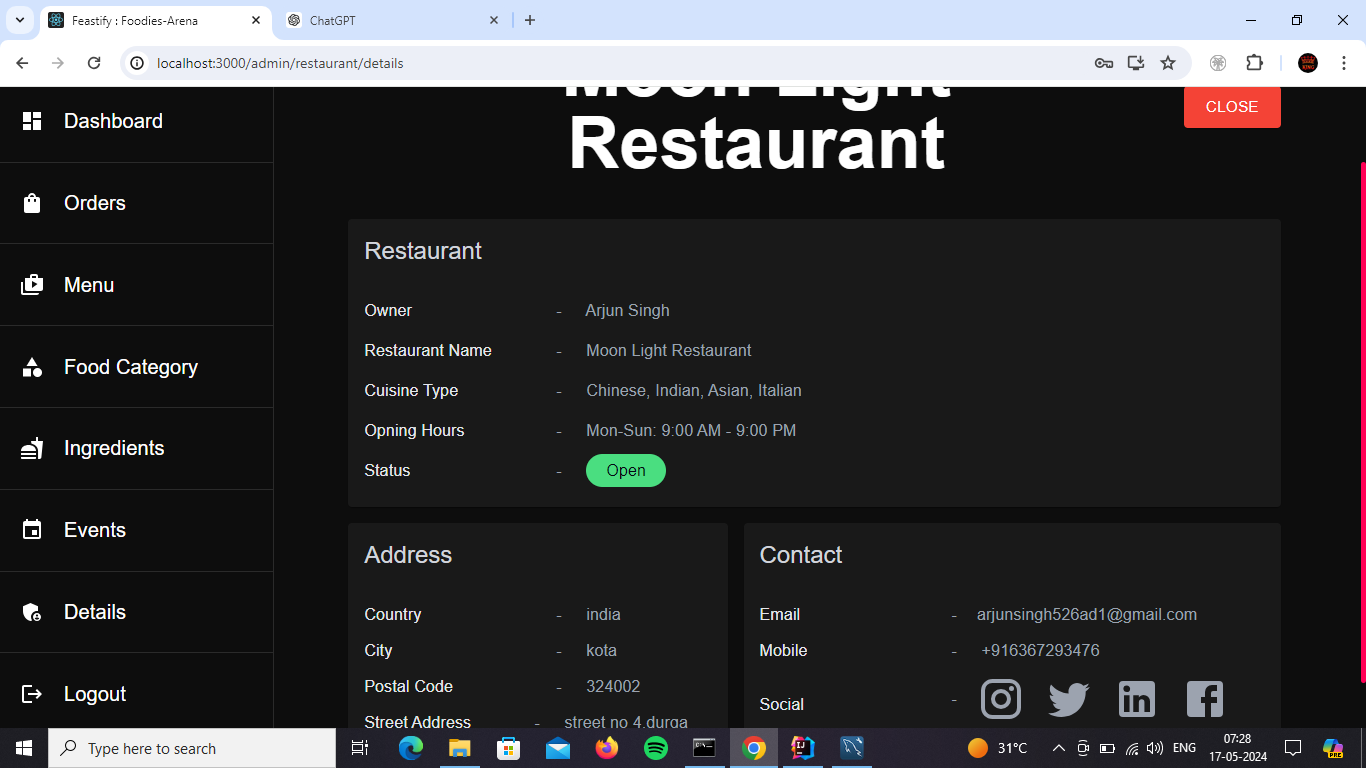 Feastify : Foodies-Arena
ChatGPT
localhost:3000/admin/restaurant/details
Dashboard
Orders
Menu
Food Category
Ingredients
Events
Details
Logout
Moon Light
Restaurant
CLOSE
Restaurant
Owner - Arjun Singh
Restaurant Name - Moon Light Restaurant
Cuisine Type - Chinese, Indian, Asian, Italian
Opning Hours - Mon-Sun: 9:00 AM - 9:00 PM
Status - Open
Address
Country - india
City - kota
Postal Code - 324002
Street Address - street no 4,durga
Contact
Email - arjunsingh526ad1@gmail.com
Mobile - +916367293476
Social -
Type here to search
31°C
ENG
07:28
17-05-2024